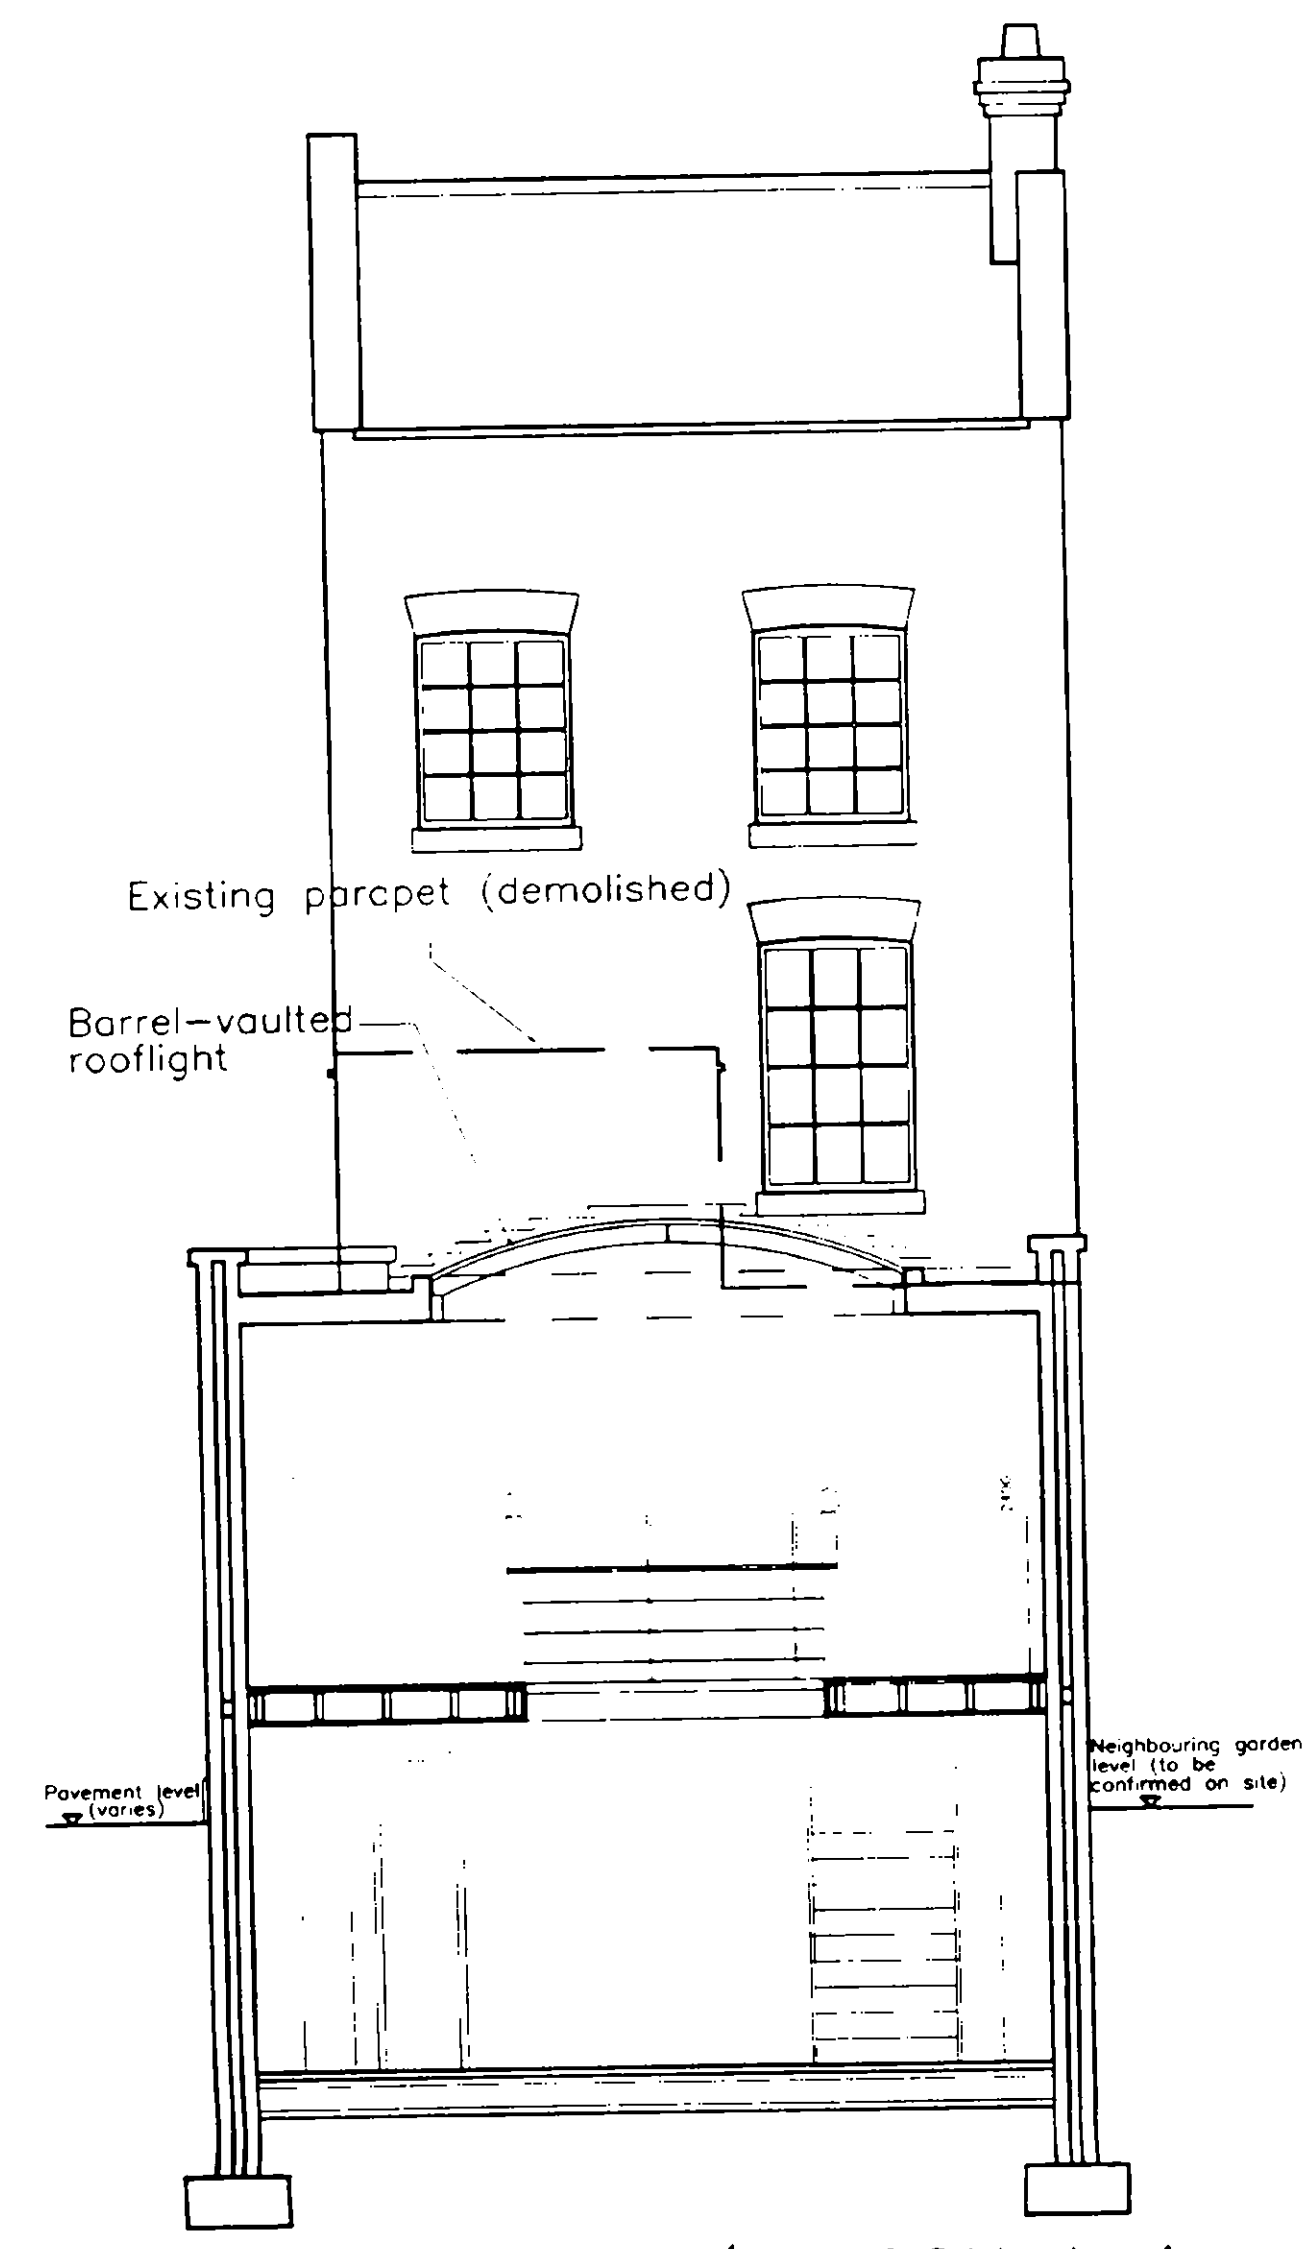 Existing parcpet (demolished)
Barrel-vaulted
rooflight
Neighbouring garden
level (to be
confirmed on site)
Pavement level
(varies)